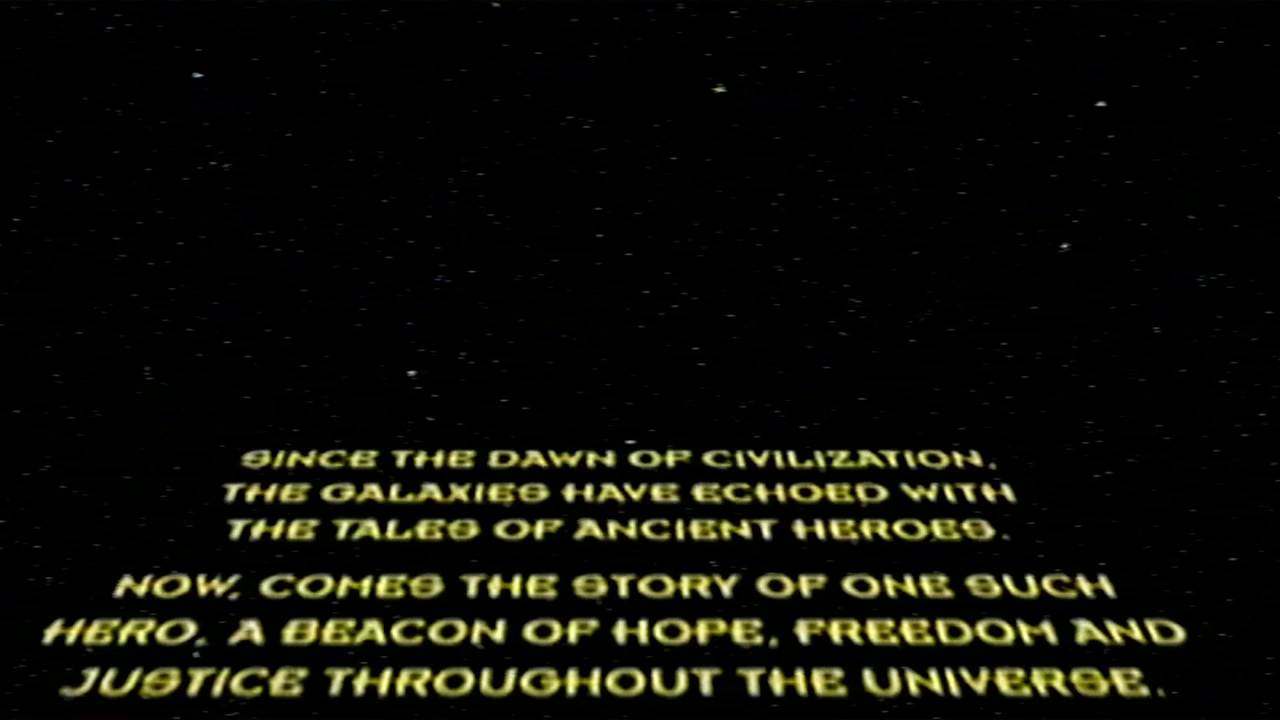 SINCE THE DAWN OF CIVILIZATION,
THE GALAXIES HAVE ECHOED WITH
THE TALES OF ANCIENT HEROES.
NOW, COMES THE STORY OF ONE SUCH
HERO, A BEACON OF HOPE, FREEDOM AND
JUSTICE THROUGHOUT THE UNIVERSE.